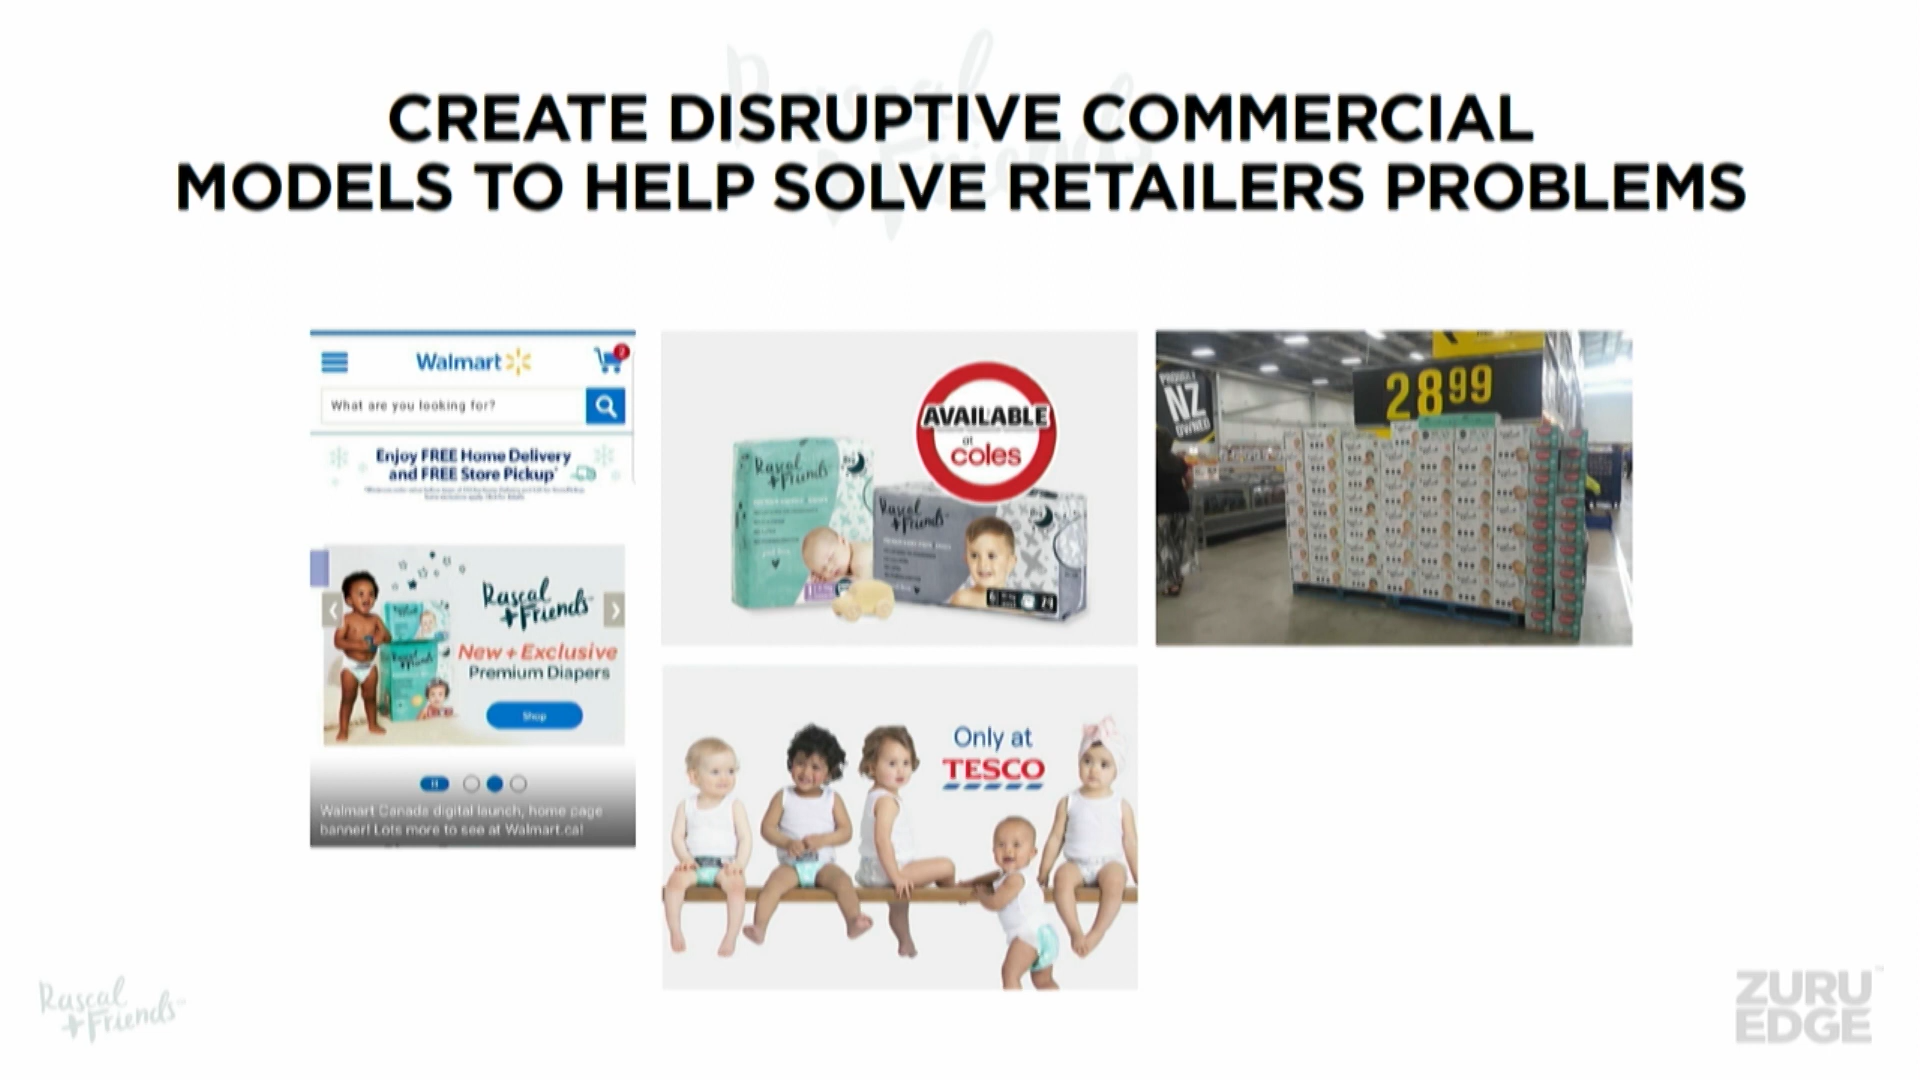 CREATE DISRUPTIVE COMMERCIAL
MODELS TO HELP SOLVE RETAILERS PROBLEMS
Walmart
2
What are you looking for?
Enjoy FREE Home Delivery
and FREE Store Pickup*
Rascal
+Friends
New + Exclusive
Premium Diapers
Shop
Walmart Canada digital launch, home page
banner! Lots more to see at Walmart.ca!
AVAILABLE
at
coles
Rascal
+Friends
Rascal
+Friends
24
Only at
TESCO
NZ
OWNED
28 99
Rascal
+Friends
ZURU
EDGE